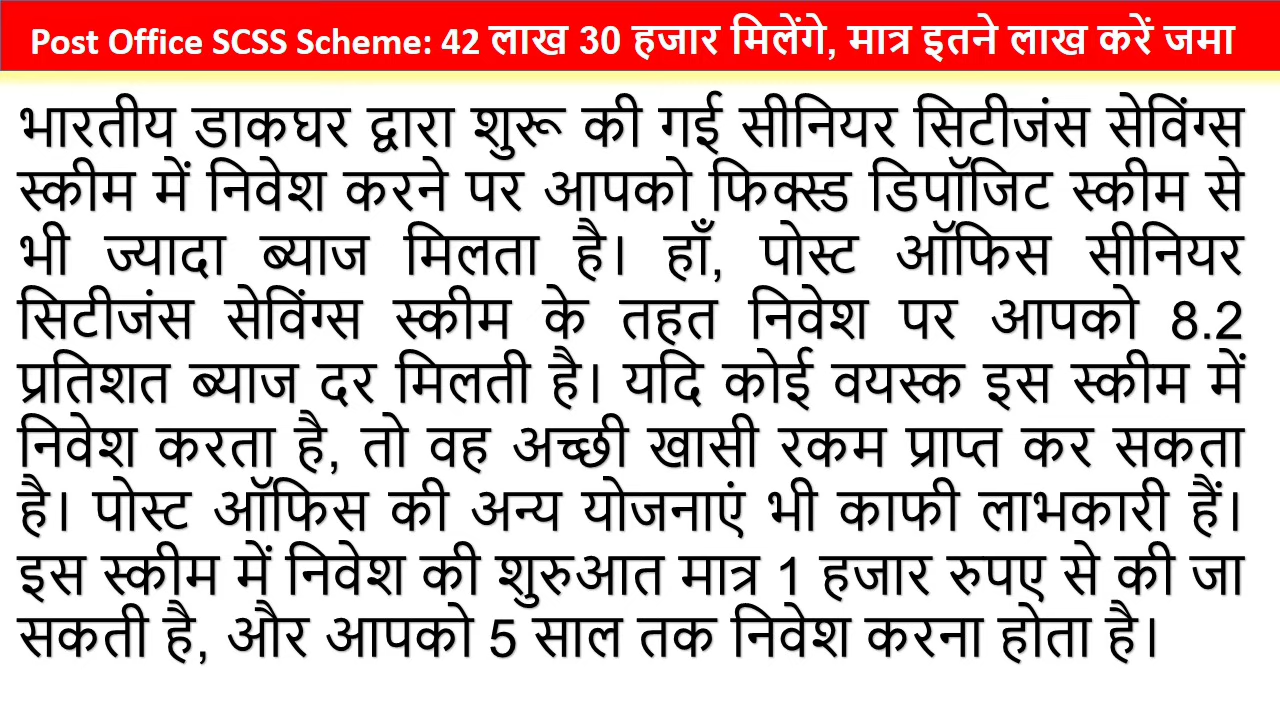 Post Office SCSS Scheme: 42 लाख 30 हजार मिलेंगे, मात्र इतने लाख करें जमा
भारतीय डाकघर द्वारा शुरू की गई सीनियर सिटीजंस सेविंग्स
स्कीम में निवेश करने पर आपको फिक्स्ड डिपॉजिट स्कीम से
भी ज्यादा ब्याज मिलता है। हाँ, पोस्ट ऑफिस सीनियर
सिटीजंस सेविंग्स स्कीम के तहत निवेश पर आपको 8.2
प्रतिशत ब्याज दर मिलती है। यदि कोई वयस्क इस स्कीम में
निवेश करता है, तो वह अच्छी खासी रकम प्राप्त कर सकता
है। पोस्ट ऑफिस की अन्य योजनाएं भी काफी लाभकारी हैं।
इस स्कीम में निवेश की शुरुआत मात्र 1 हजार रुपए से की जा
सकती है, और आपको 5 साल तक निवेश करना होता है।